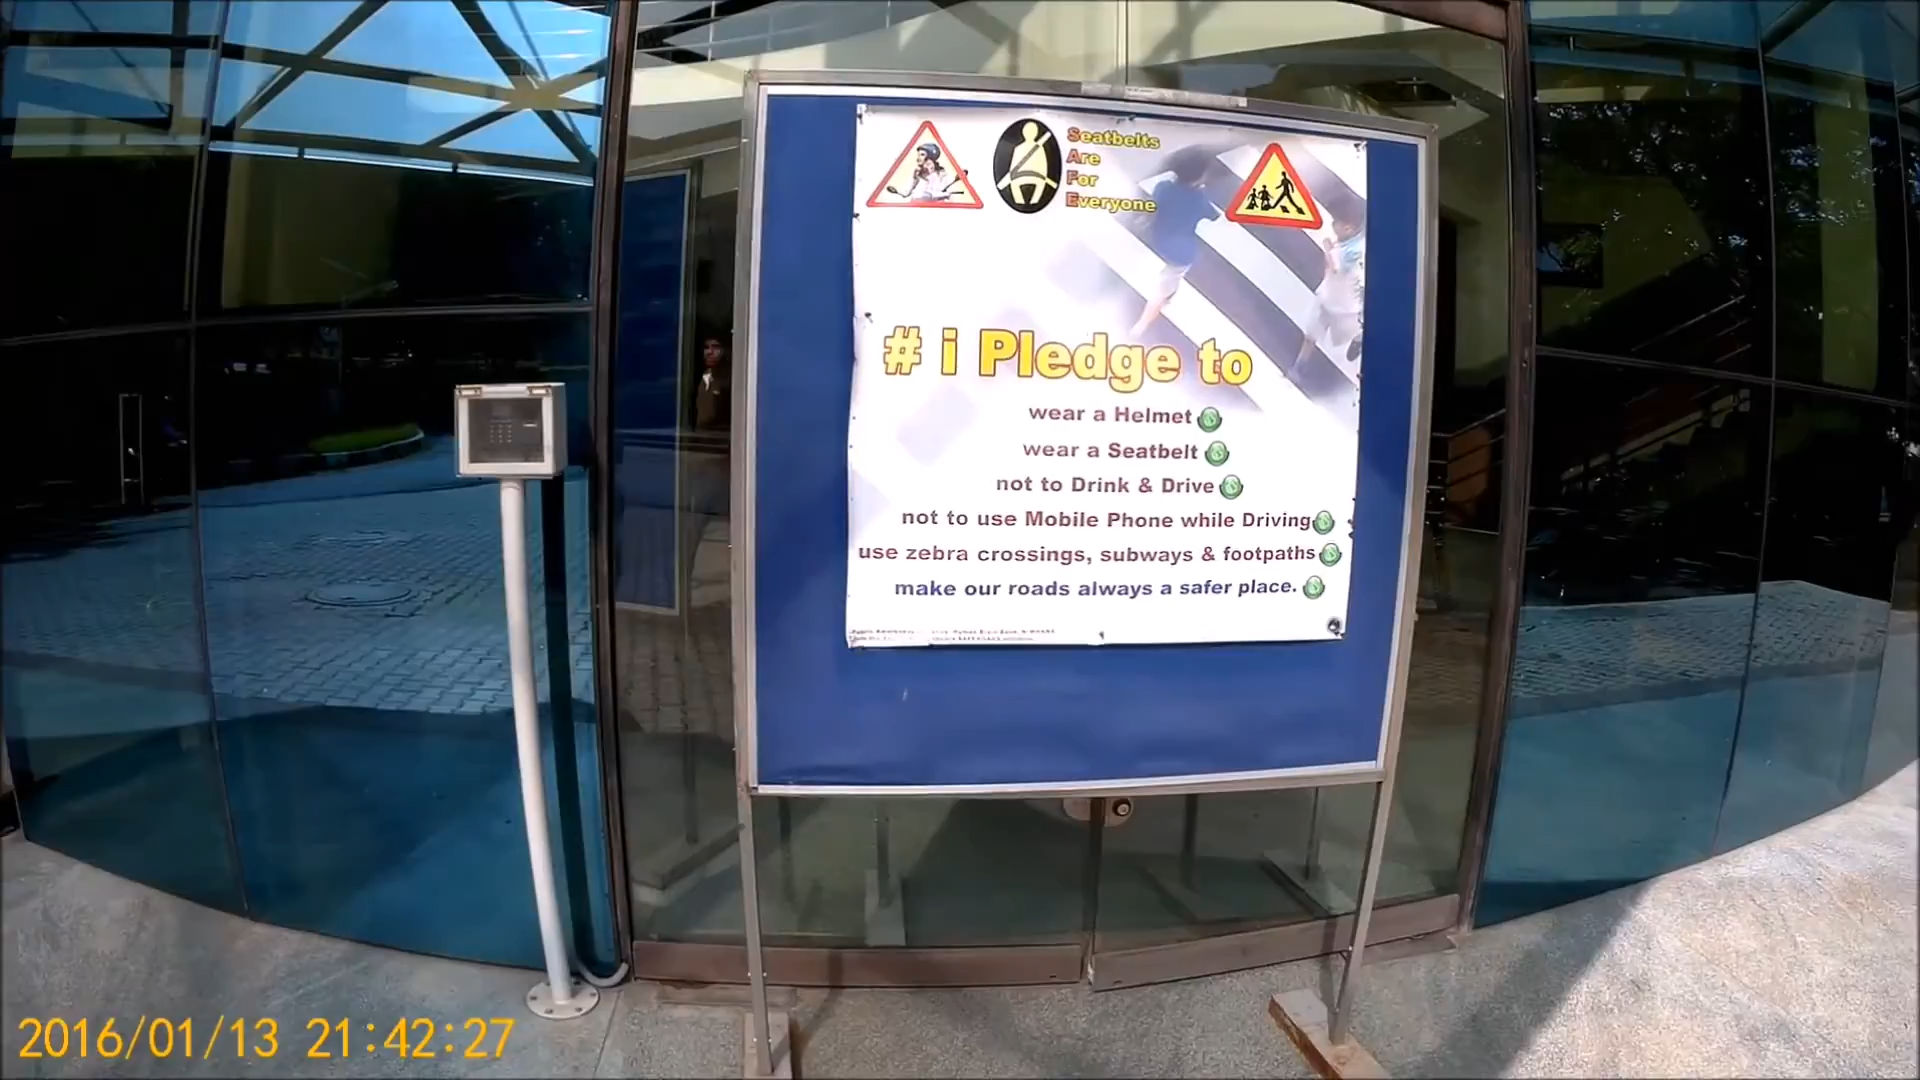 Seatbelts
Are
For
Everyone
# i Pledge to
wear a Helmet
wear a Seatbelt
not to Drink & Drive
not to use Mobile Phone while Driving
use zebra crossings, subways & footpaths
make our roads always a safer place.
2016/01/13 21:42:27